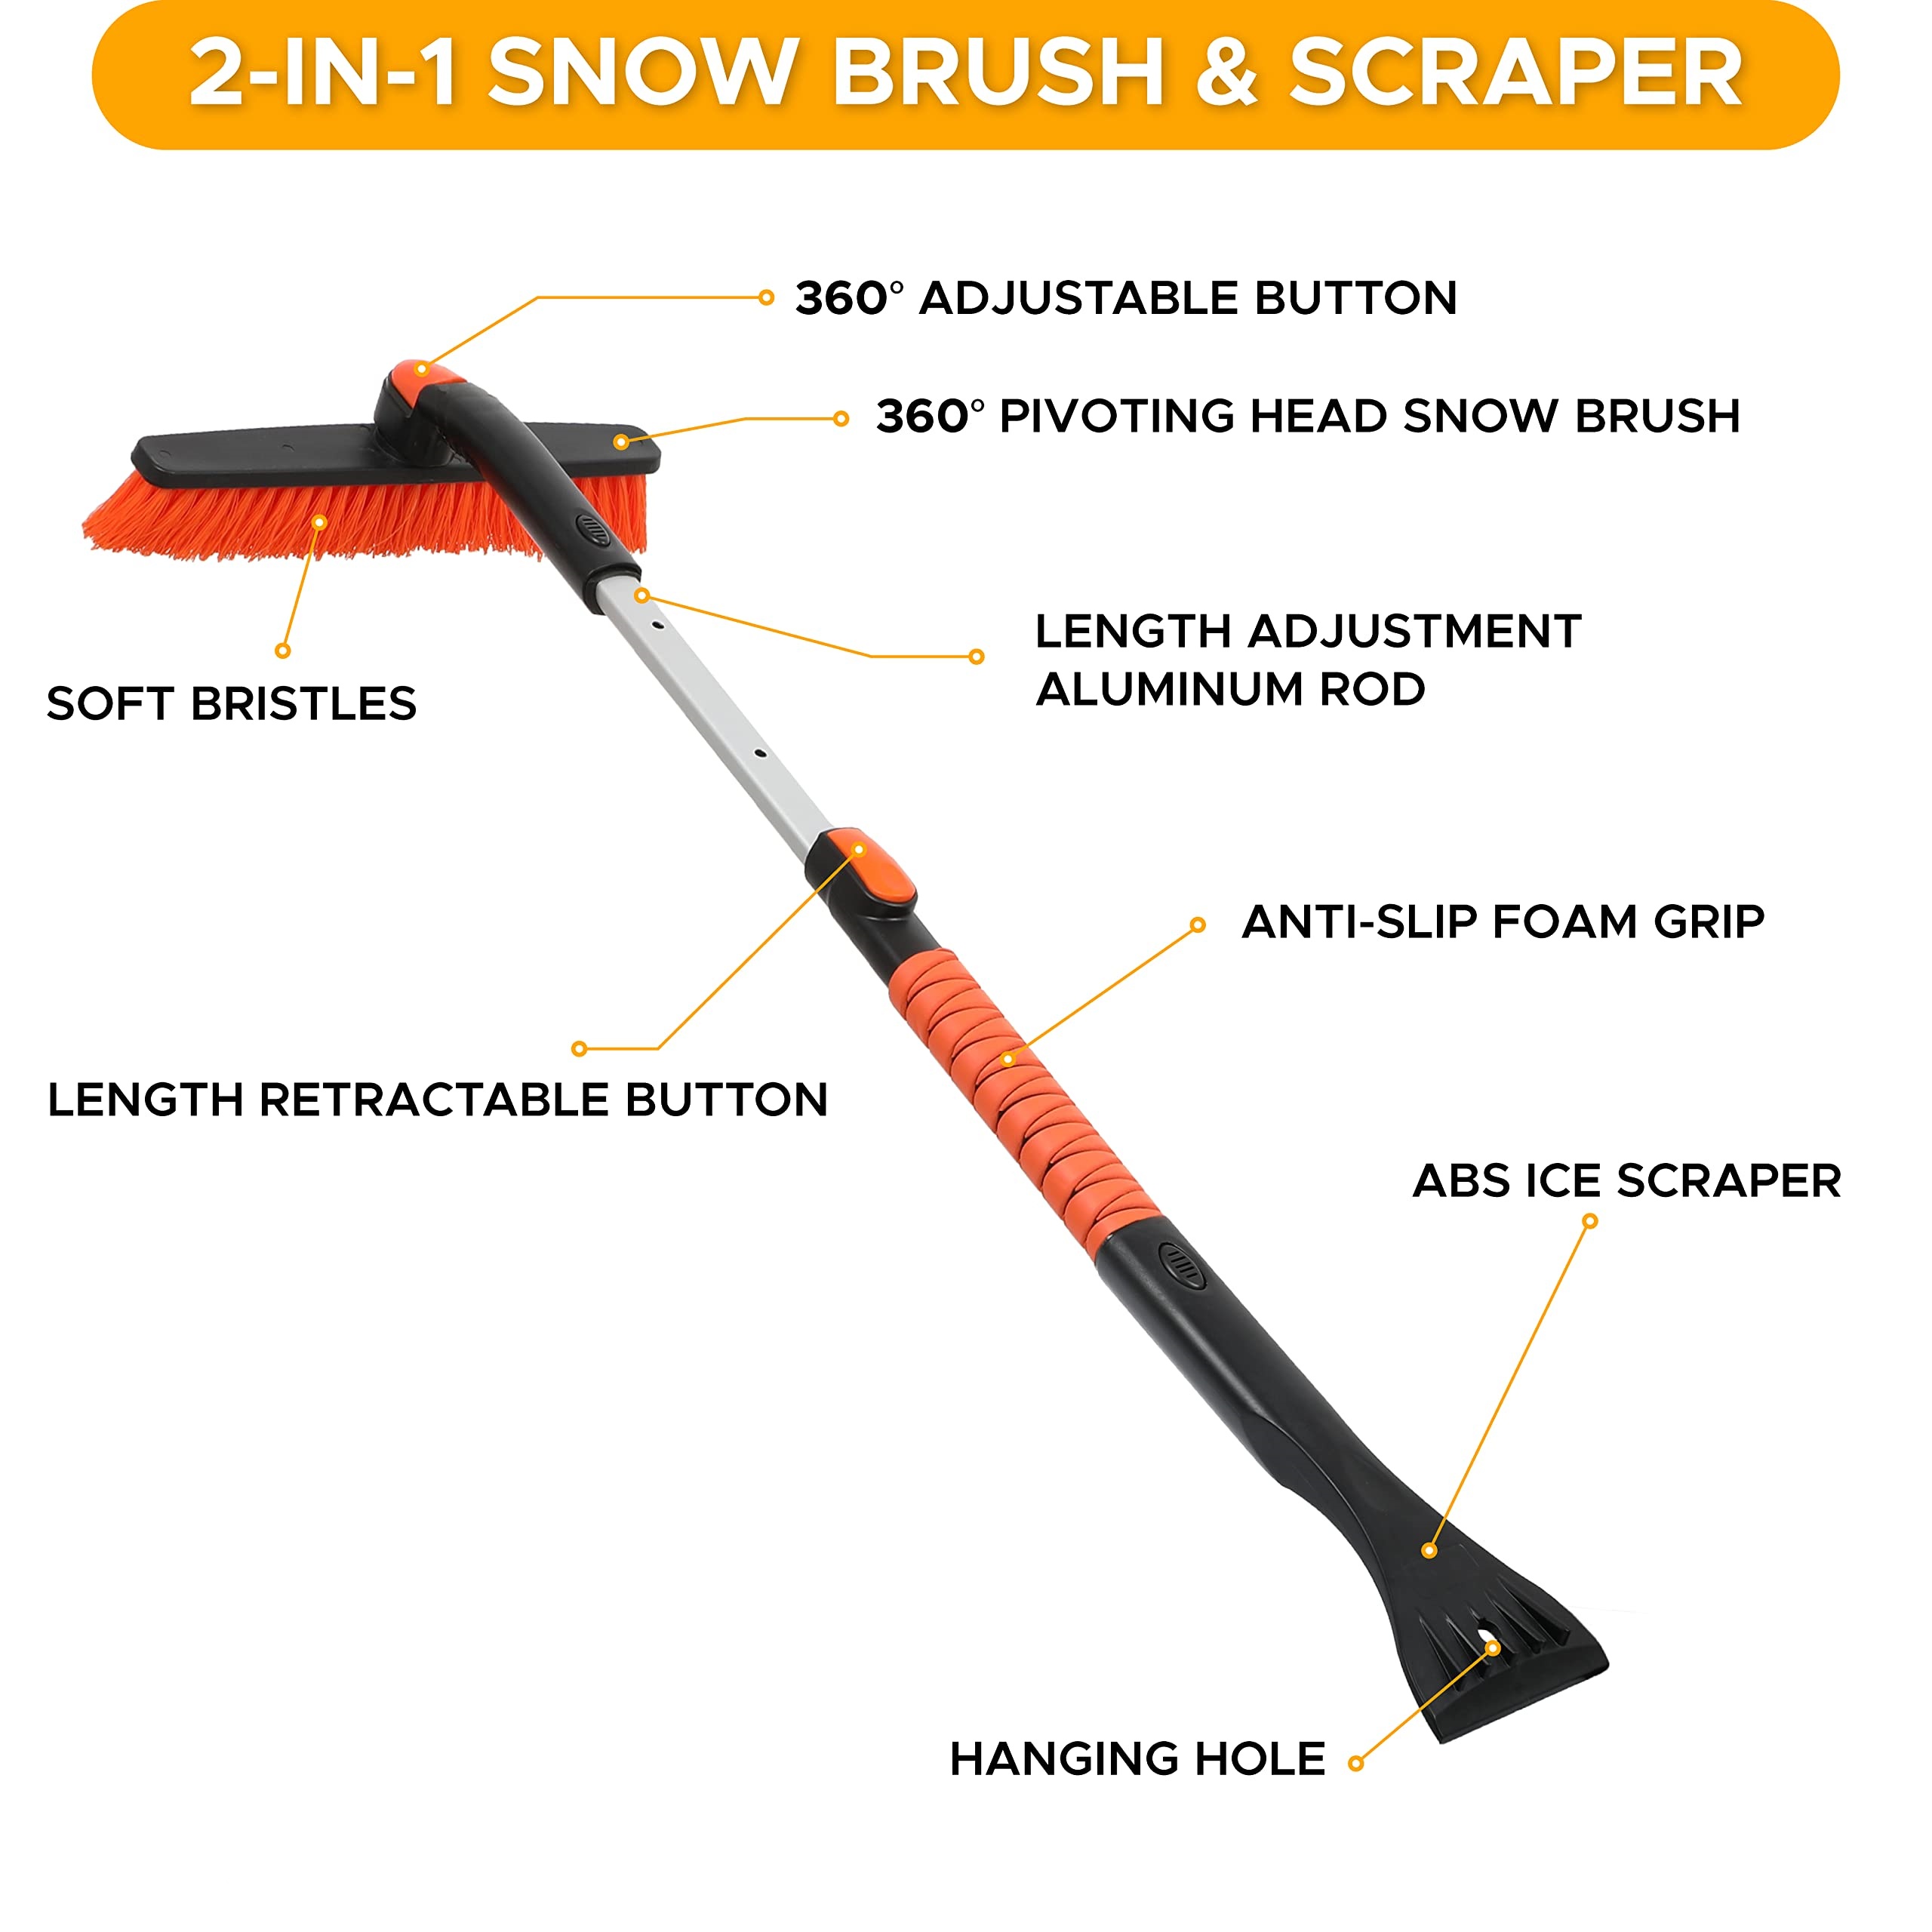 2-IN-1 SNOW BRUSH & SCRAPER
360° ADJUSTABLE BUTTON
360° PIVOTING HEAD SNOW BRUSH
LENGTH ADJUSTMENT
ALUMINUM ROD
SOFT BRISTLES
ANTI-SLIP FOAM GRIP
LENGTH RETRACTABLE BUTTON
ABS ICE SCRAPER
HANGING HOLE